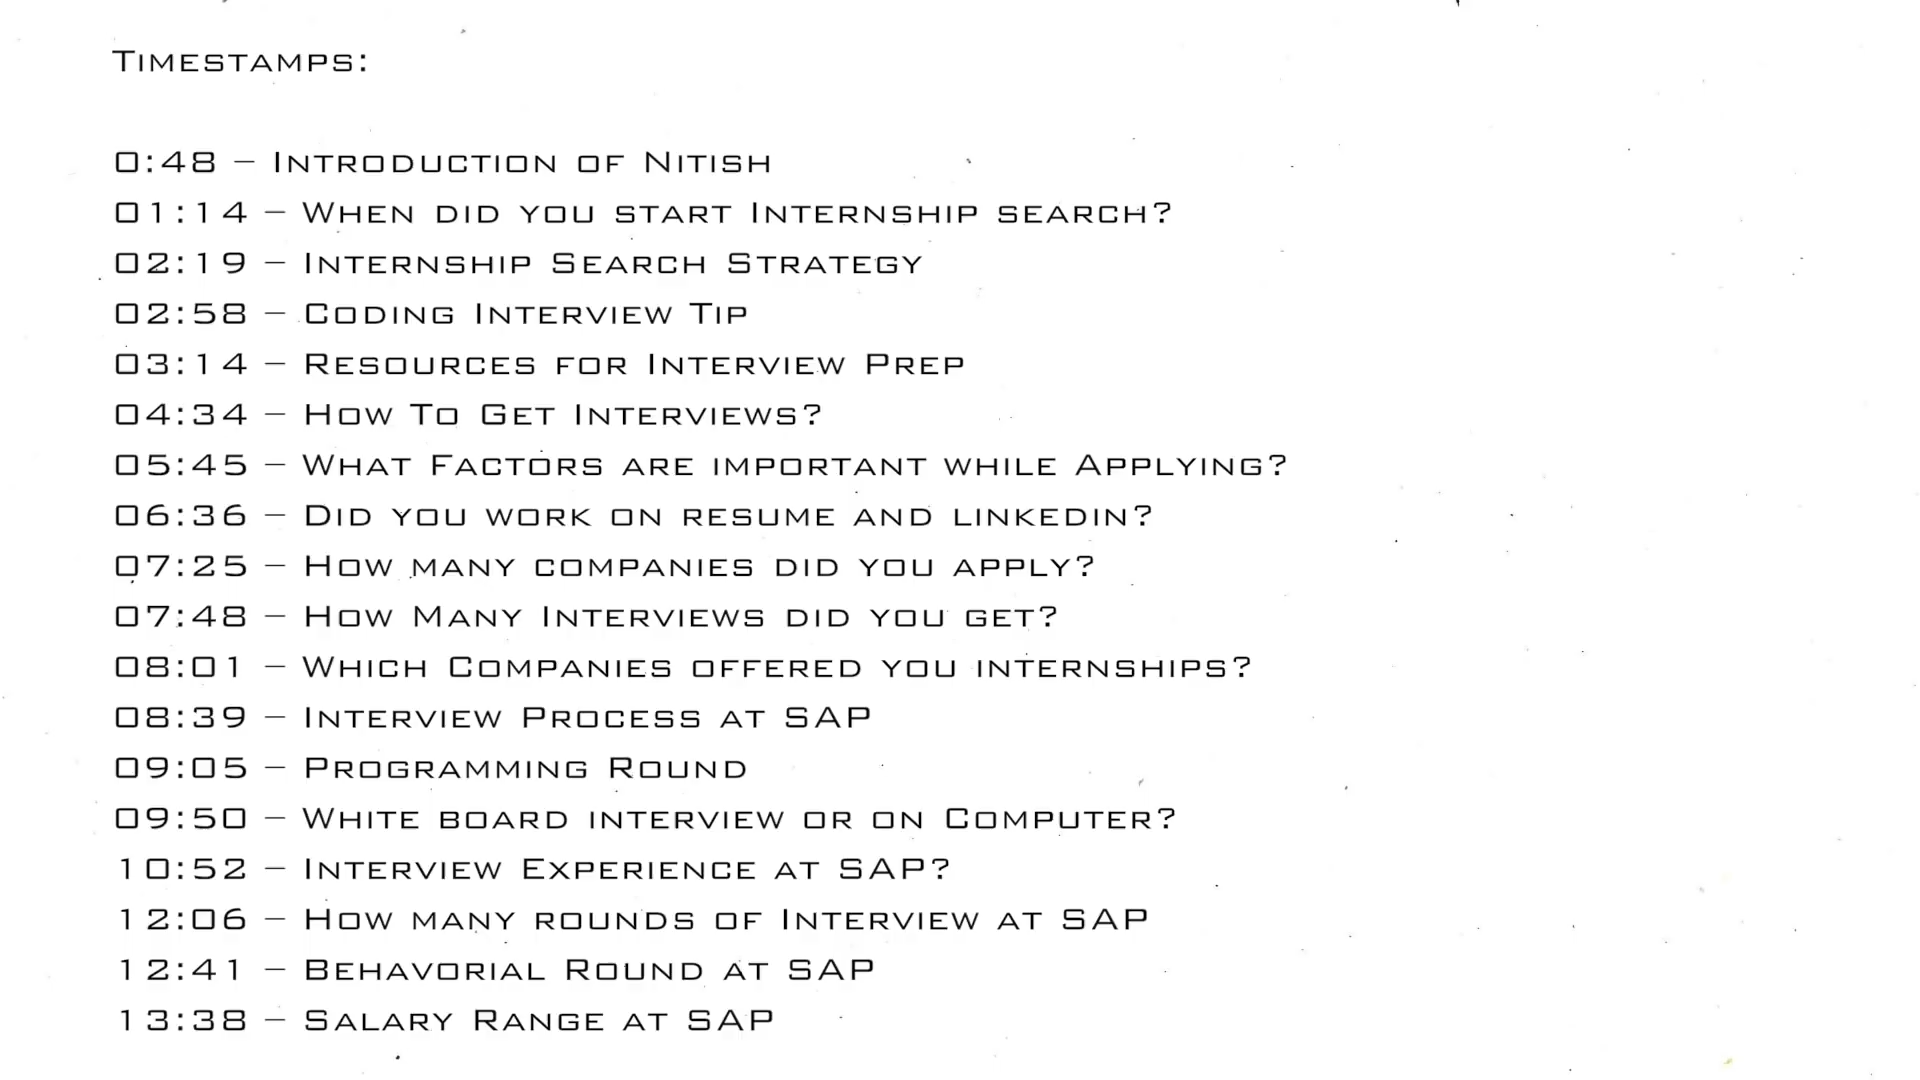 Timestamps:
0:48 – Introduction of Nitish
01:14 – When did you start Internship search?
02:19 – Internship Search Strategy
02:58 – Coding Interview Tip
03:14 – Resources for Interview Prep
04:34 – How To Get Interviews?
05:45 – What Factors are important while Applying?
06:36 – Did you work on resume and linkedin?
07:25 – How many companies did you apply?
07:48 – How Many Interviews did you get?
08:01 – Which Companies offered you internships?
08:39 – Interview Process at SAP
09:05 – Programming Round
09:50 – White board interview or on Computer?
10:52 – Interview Experience at SAP?
12:06 – How many rounds of Interview at SAP
12:41 – Behavorial Round at SAP
13:38 – Salary Range at SAP